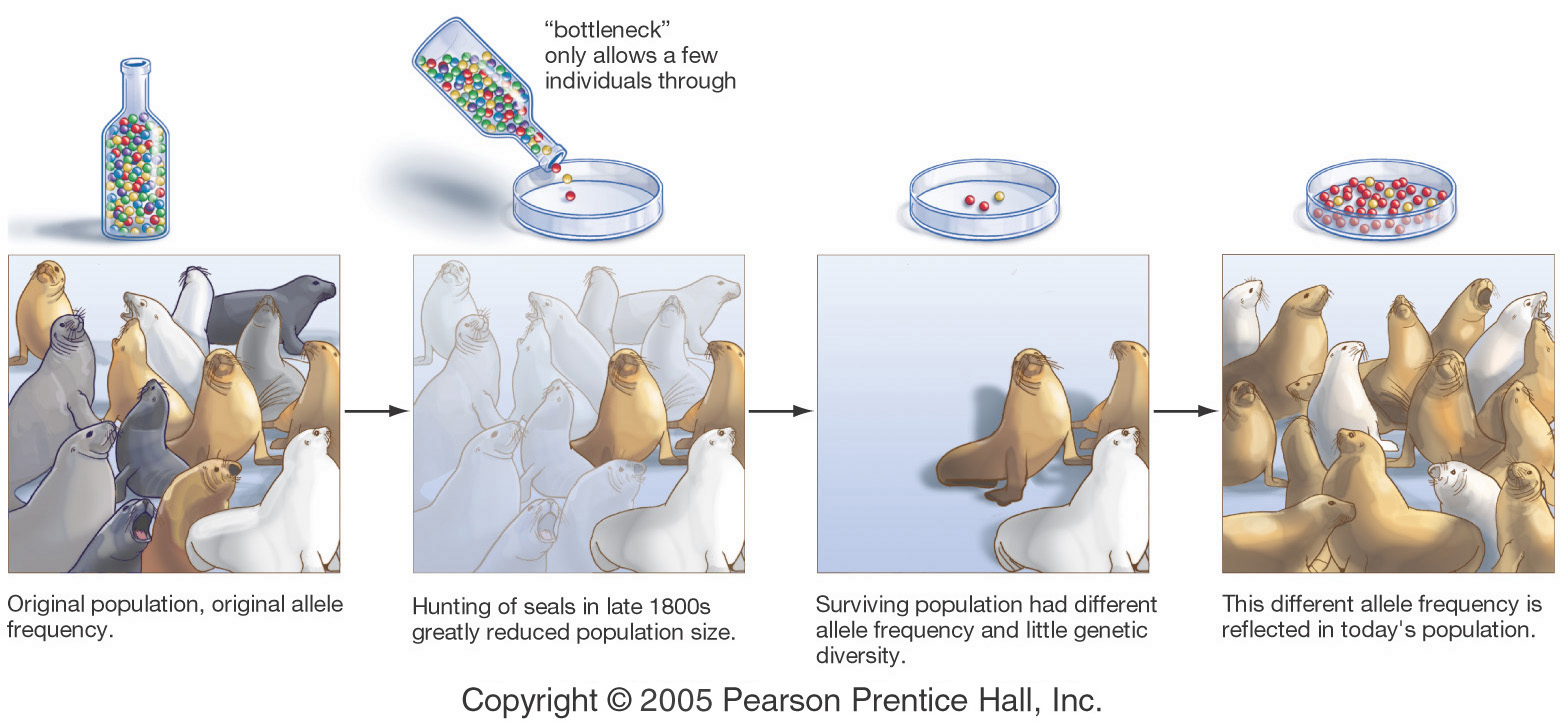 “bottleneck”
only allows a few
individuals through
Original population, original allele
frequency.
Hunting of seals in late 1800s
greatly reduced population size.
Surviving population had different
allele frequency and little genetic
diversity.
This different allele frequency is
reflected in today's population.
Copyright © 2005 Pearson Prentice Hall, Inc.